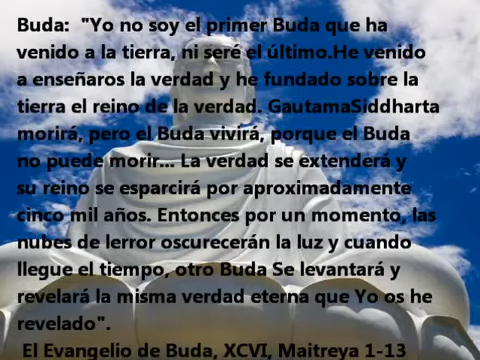 Buda:  "Yo no soy el primer Buda que ha
venido a la tierra, ni seré el último.He venido
a enseñaros la verdad y he fundado sobre la
tierra el reino de la verdad. GautamaSiddharta
morirá, pero el Buda vivirá, porque el Buda
no puede morir... La verdad se extenderá y
su reino se esparcirá por aproximadamente
cinco mil años. Entonces por un momento, las
nubes de lerror oscurecerán la luz y cuando
llegue el tiempo, otro Buda Se levantará y
revelará la misma verdad eterna que Yo os he
revelado".
El Evangelio de Buda, XCVI, Maitreya 1-13